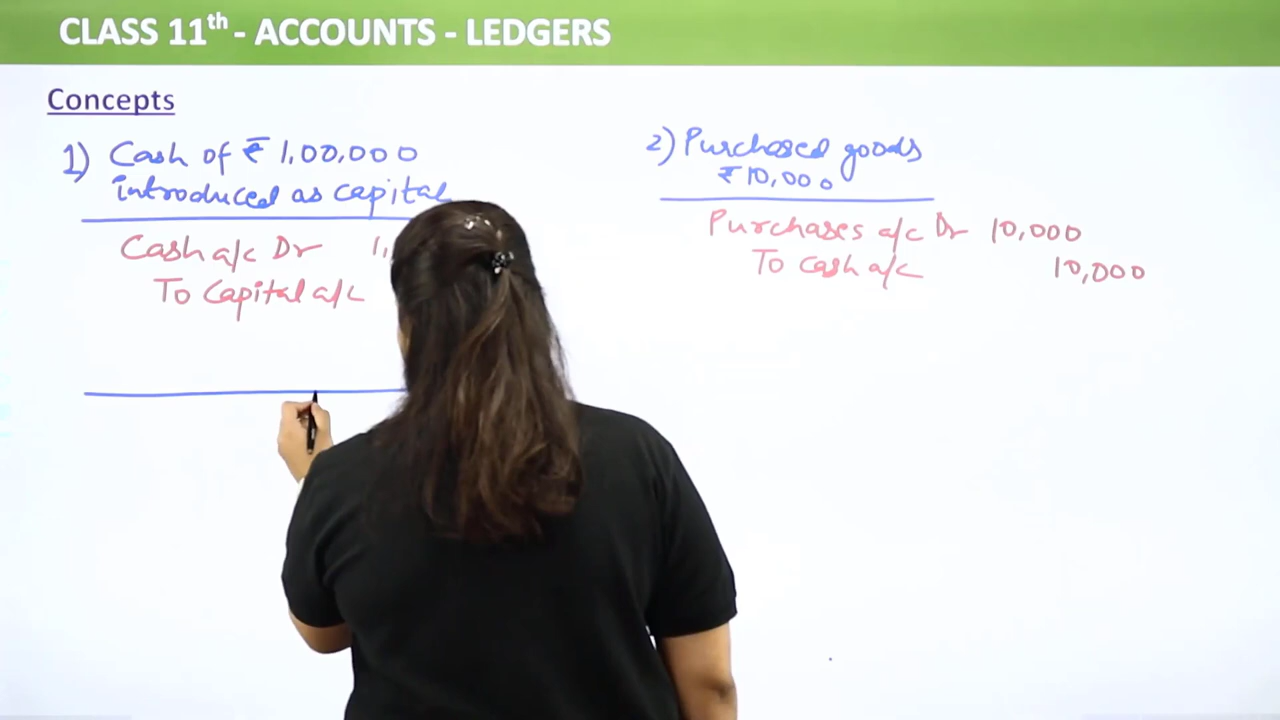 CLASS 11th - ACCOUNTS - LEDGERS
Concepts
1) Cash of ₹ 1,00,000
introduced as capital
Cash a/c Dr 1,
To Capital a/c
2) Purchased goods
₹10,000
Purchases a/c Dr 10,000
To Cash a/c 10,000